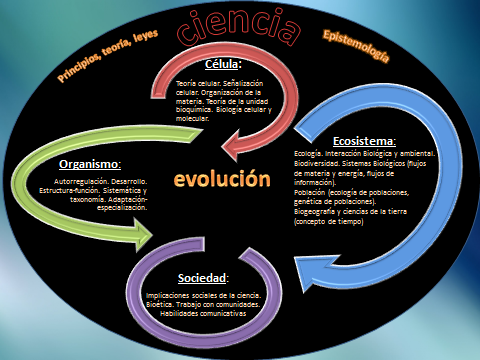 ciencia
Principios, teoría, leyes
Epistemología
Célula:
Teoría celular. Señalización
celular. Organización de la
materia. Teoría de la unidad
bioquímica. Biología celular y
molecular.
Ecosistema:
Ecología. Interacción Biológica y ambiental.
Biodiversidad. Sistemas Biológicos (flujos
de materia y energía, flujos de
información).
Población (ecología de poblaciones,
genética de poblaciones).
Biogeografía y ciencias de la tierra
(concepto de tiempo)
Organismo:
Autorregulación. Desarrollo.
Estructura-función. Sistemática y
taxonomía. Adaptación-
especialización.
evolución
Sociedad:
Implicaciones sociales de la ciencia.
Bioética. Trabajo con comunidades.
Habilidades comunicativas